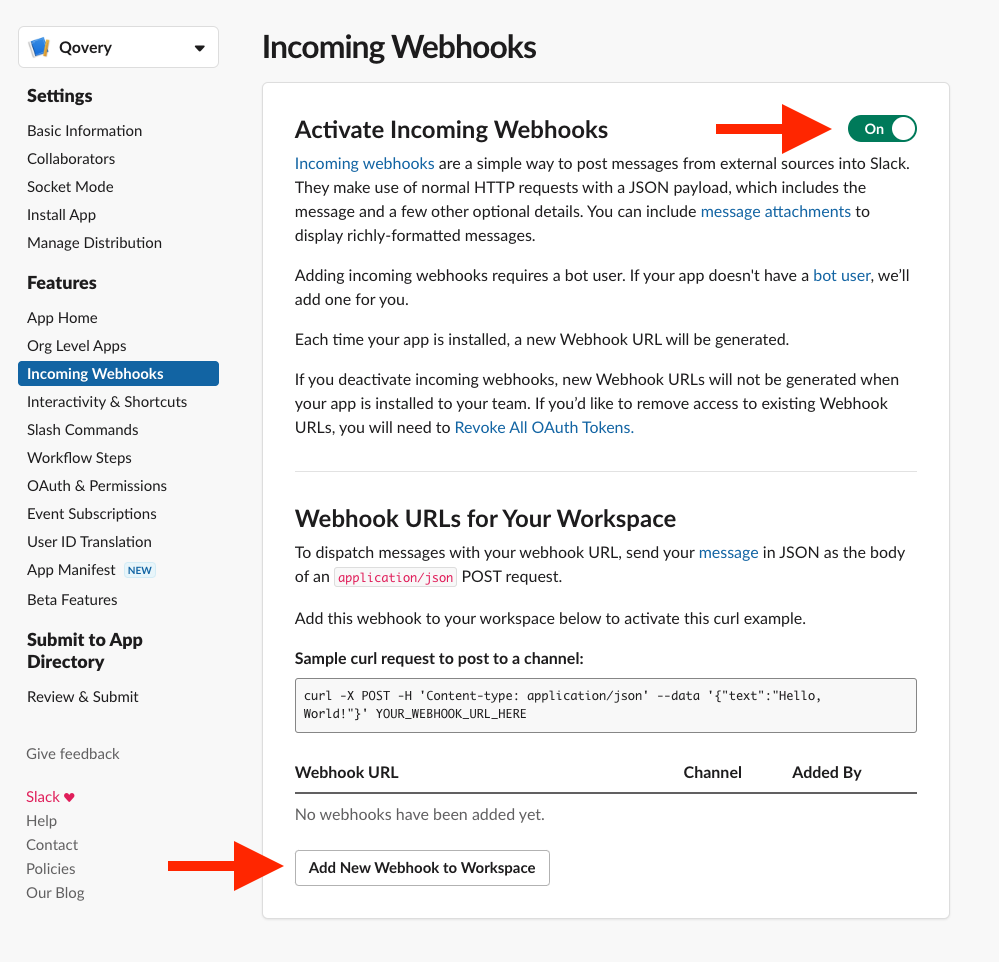 Qovery
Settings
Basic Information
Collaborators
Socket Mode
Install App
Manage Distribution
Features
App Home
Org Level Apps
Incoming Webhooks
Interactivity & Shortcuts
Slash Commands
Workflow Steps
OAuth & Permissions
Event Subscriptions
User ID Translation
App Manifest NEW
Beta Features
Submit to App
Directory
Review & Submit
Give feedback
Slack ♥
Help
Contact
Policies
Our Blog
Incoming Webhooks
Activate Incoming Webhooks
On
Incoming webhooks are a simple way to post messages from external sources into Slack.
They make use of normal HTTP requests with a JSON payload, which includes the
message and a few other optional details. You can include message attachments to
display richly-formatted messages.
Adding incoming webhooks requires a bot user. If your app doesn't have a bot user, we’ll
add one for you.
Each time your app is installed, a new Webhook URL will be generated.
If you deactivate incoming webhooks, new Webhook URLs will not be generated when
your app is installed to your team. If you’d like to remove access to existing Webhook
URLs, you will need to Revoke All OAuth Tokens.
Webhook URLs for Your Workspace
To dispatch messages with your webhook URL, send your message in JSON as the body
of an application/json POST request.
Add this webhook to your workspace below to activate this curl example.
Sample curl request to post to a channel:
curl -X POST -H 'Content-type: application/json' --data '{"text":"Hello,
World!"}' YOUR_WEBHOOK_URL_HERE
Webhook URL Channel Added By
No webhooks have been added yet.
Add New Webhook to Workspace